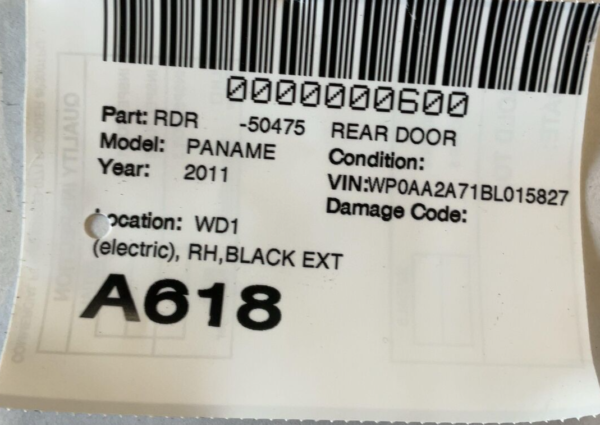 0000000600
Part: RDR -50475 REAR DOOR
Model: PANAME Condition:
Year: 2011 VIN:WP0AA2A71BL015827
Damage Code:
ocation: WD1
(electric), RH,BLACK EXT
A618